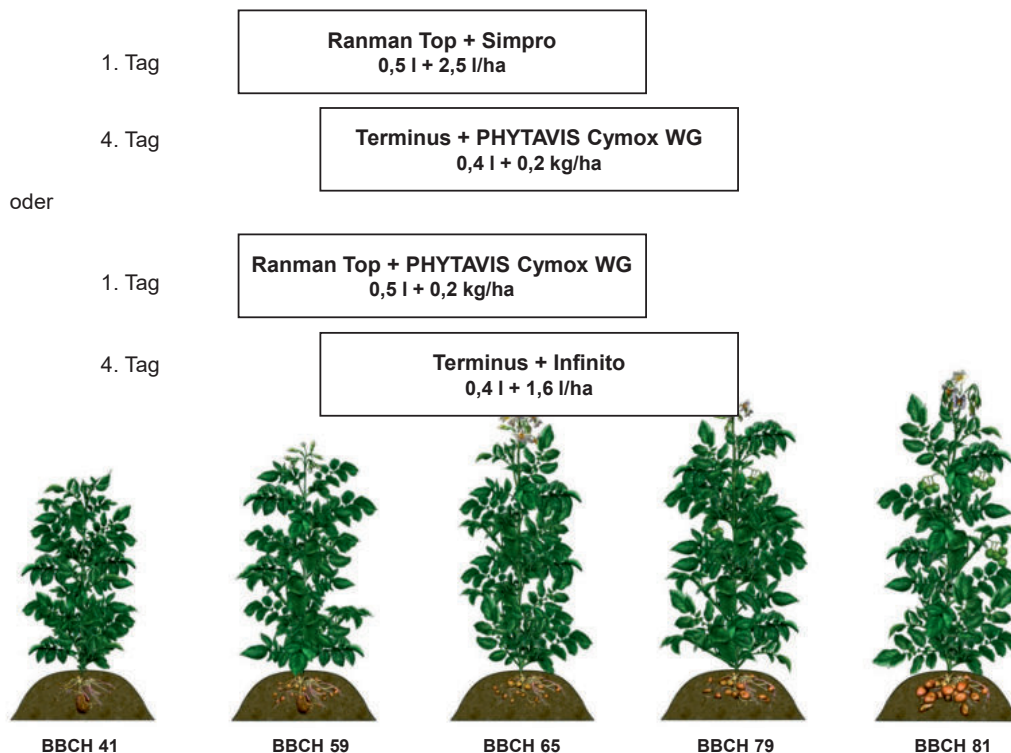 1. Tag
Ranman Top + Simpro
0,5 l + 2,5 l/ha
4. Tag
Terminus + PHYTAVIS Cymox WG
0,4 l + 0,2 kg/ha
oder
1. Tag
Ranman Top + PHYTAVIS Cymox WG
0,5 l + 0,2 kg/ha
4. Tag
Terminus + Infinito
0,4 l + 1,6 l/ha
BBCH 41 BBCH 59 BBCH 65 BBCH 79 BBCH 81